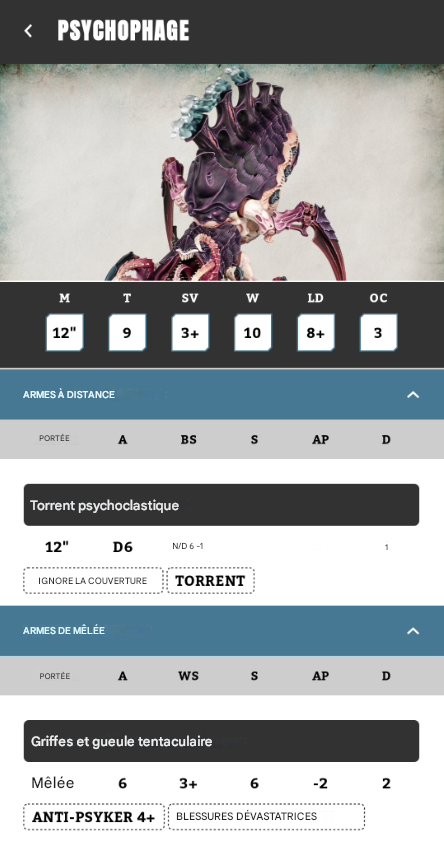 PSYCHOPHAGE
M T SV W LD OC
12" 9 3+ 10 8+ 3
ARMES À DISTANCE
PORTÉE A BS S AP D
Torrent psychoclastique
12" D6 N/D 6 -1 1
IGNORE LA COUVERTURE TORRENT
ARMES DE MÊLÉE
PORTÉE A WS S AP D
Griffes et gueule tentaculaire
Mêlée 6 3+ 6 -2 2
ANTI-PSYKER 4+ BLESSURES DÉVASTATRICES